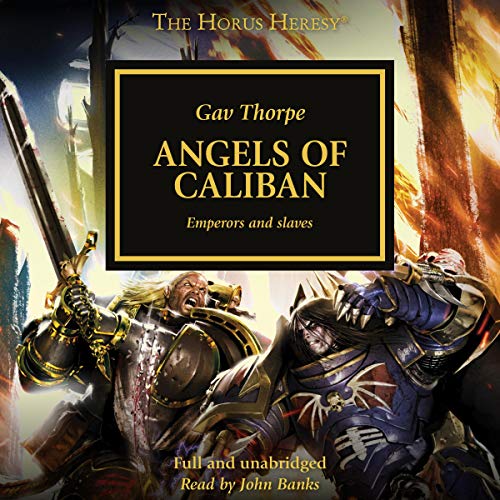 THE HORUS HERESY®
Gav Thorpe
ANGELS OF
CALIBAN
Emperors and slaves
Full and unabridged
Read by John Banks